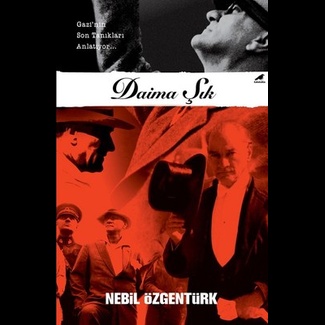 Gazi'nin
Son Tanıkları
Anlatıyor...
Daima Şık
NEBİL ÖZGENTÜRK